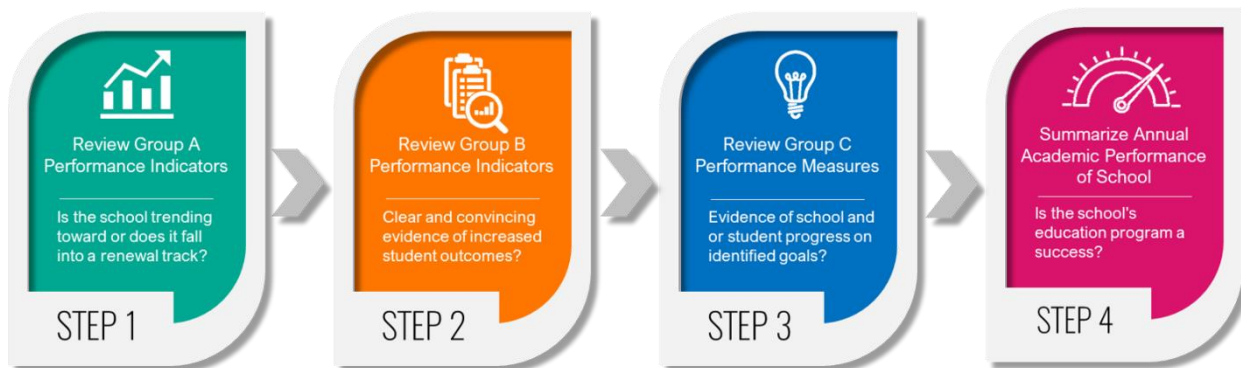 Review Group A
Performance Indicators
Is the school trending
toward or does it fall
into a renewal track?
STEP 1
Review Group B
Performance Indicators
Clear and convincing
evidence of increased
student outcomes?
STEP 2
Review Group C
Performance Measures
Evidence of school and
or student progress on
identified goals?
STEP 3
Summarize Annual
Academic Performance
of School
Is the school's
education program a
success?
STEP 4